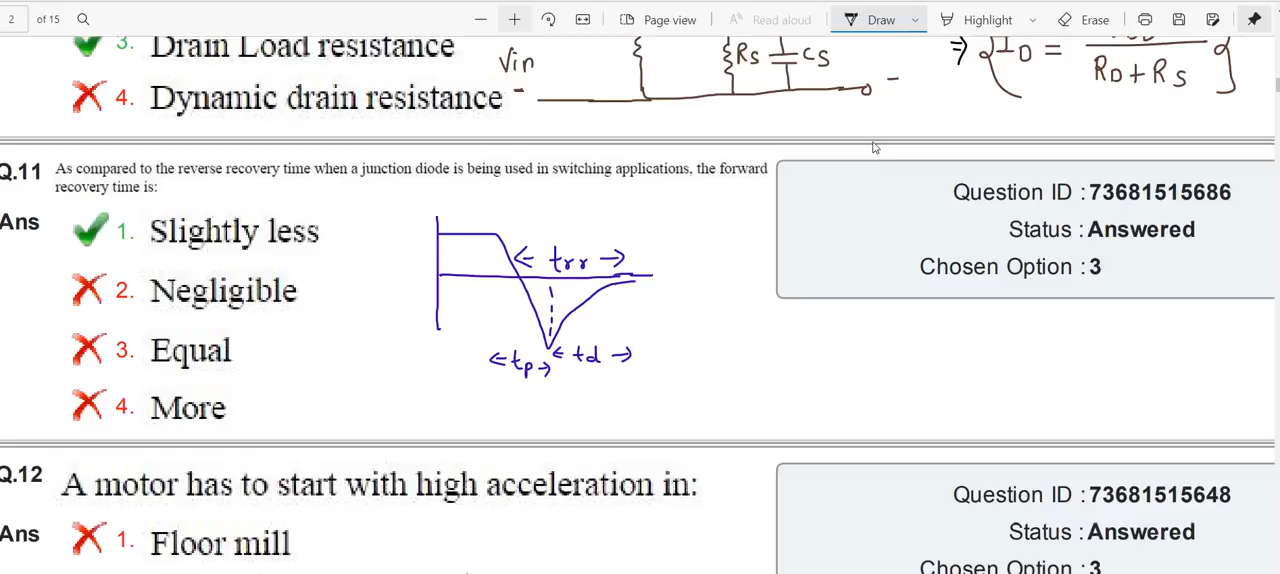 2 of 15 Page view Read aloud Draw Highlight Erase
3. Drain Load resistance
Vin Rs Cs
⇒ I D =
R D + R S
4. Dynamic drain resistance
Q.11 As compared to the reverse recovery time when a junction diode is being used in switching applications, the forward
recovery time is:
Question ID : 73681515686
Status : Answered
Chosen Option : 3
Ans 1. Slightly less
2. Negligible
3. Equal
4. More
← trr →
← tp → ← td →
Q.12 A motor has to start with high acceleration in:
Question ID : 73681515648
Status : Answered
Chosen Option : 3
Ans 1. Floor mill